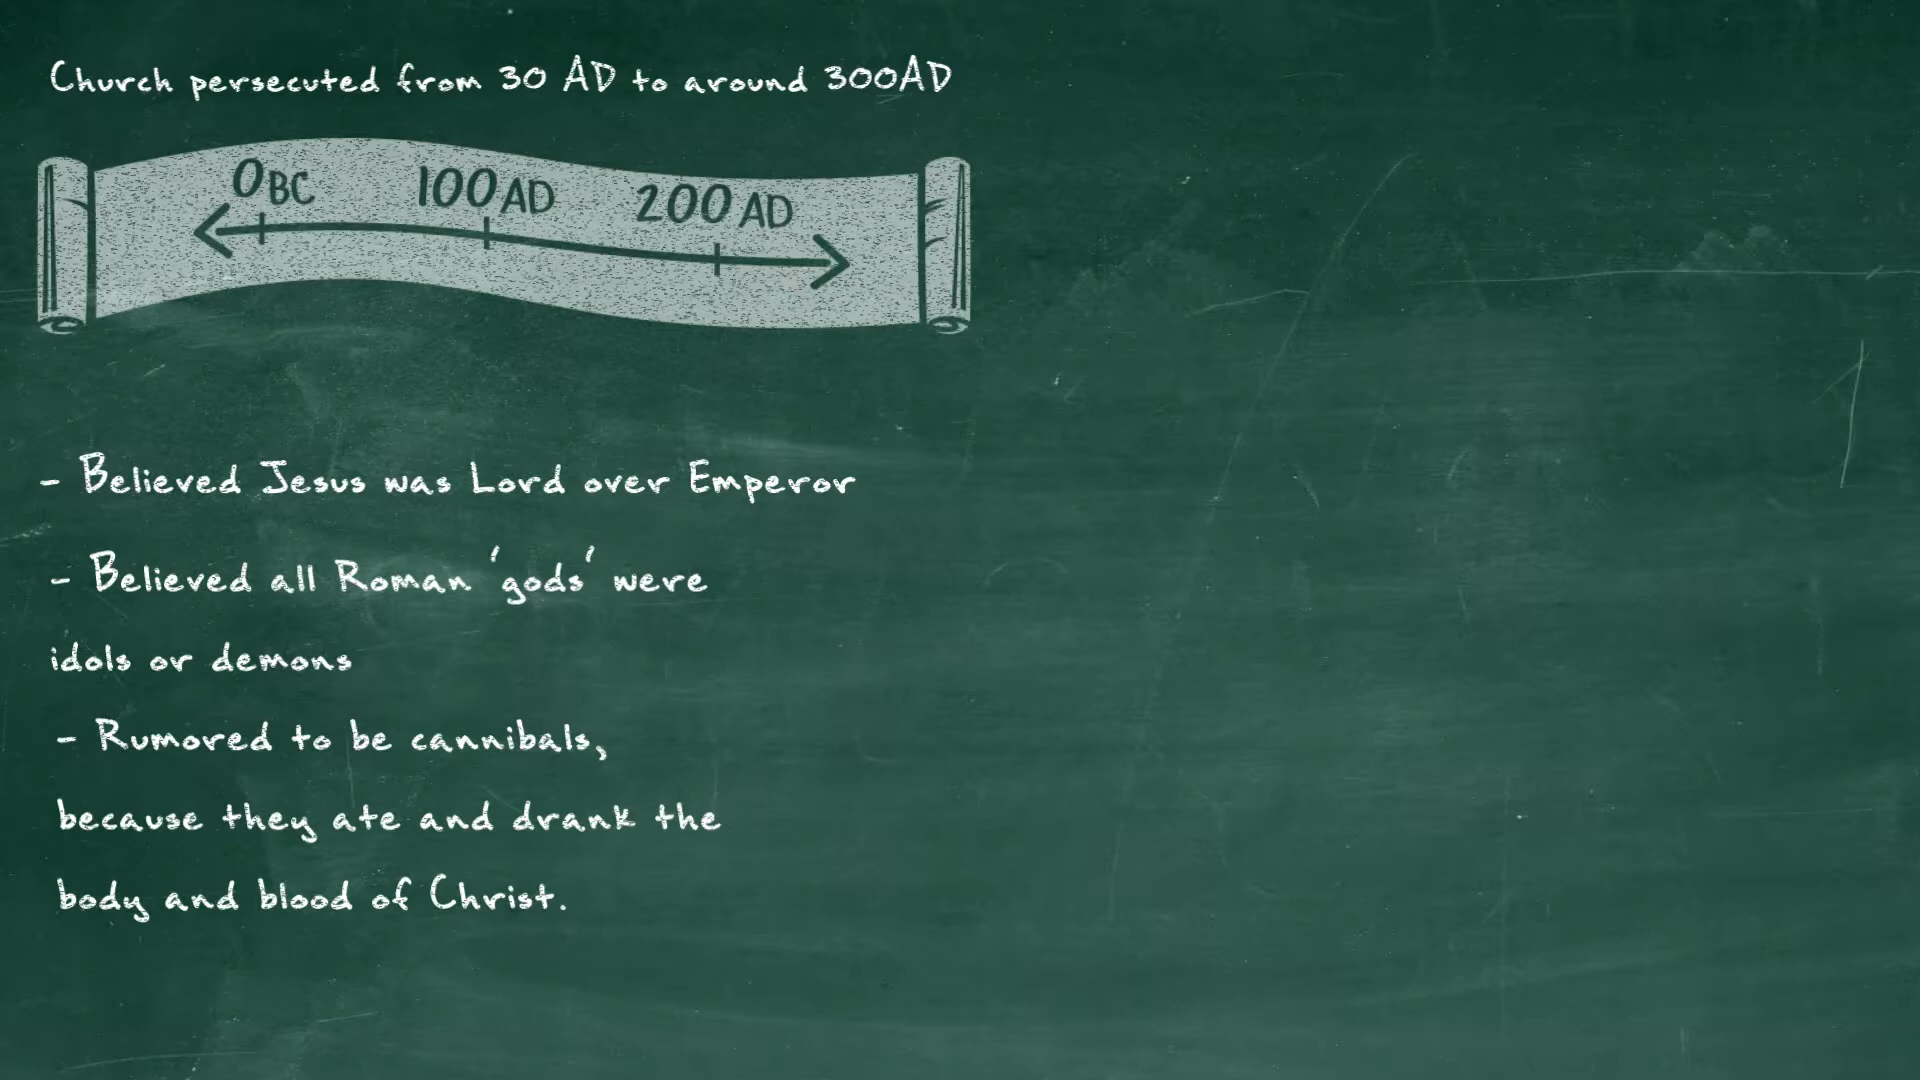 Church persecuted from 30 AD to around 300AD
0BC 100AD 200 AD
- Believed Jesus was Lord over Emperor
- Believed all Roman 'gods' were
idols or demons
- Rumored to be cannibals,
because they ate and drank the
body and blood of Christ.